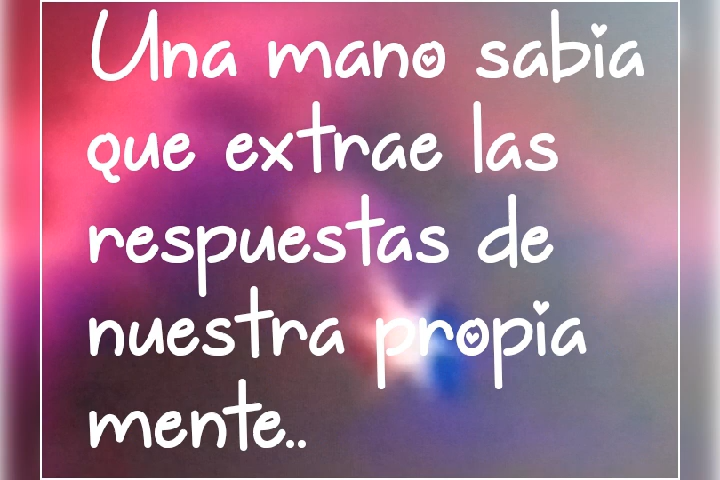 Una mano sabia
que extrae las
respuestas de
nuestra propia
mente..